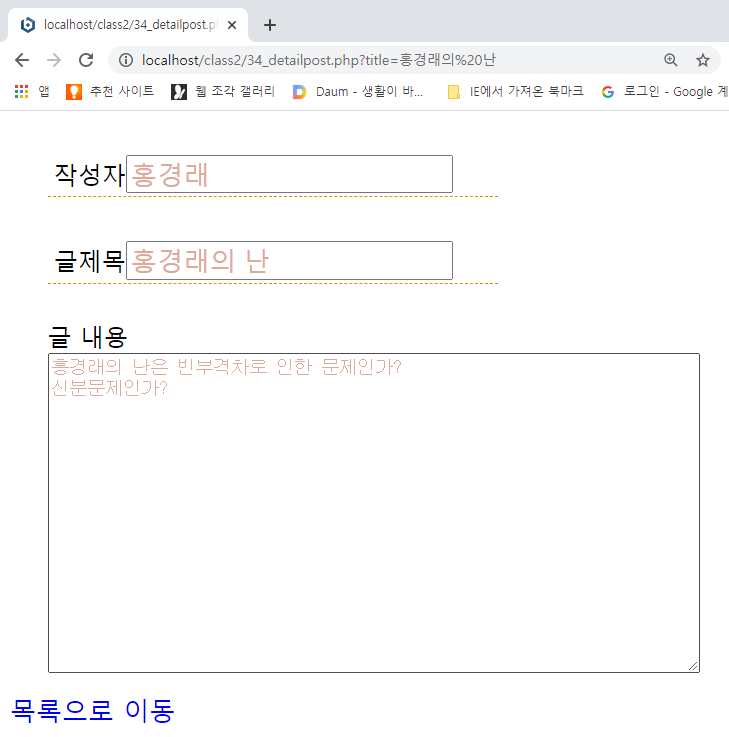 localhost/class2/34_detailpost.p
localhost/class2/34_detailpost.php?title=홍경래의%20난
앱 추천 사이트 웹 조각 갤러리 Daum - 생활이 바... IE에서 가져온 북마크 로그인 - Google 계
작성자 홍경래
글제목 홍경래의 난
글 내용
홍경래의 난은 빈부격차로 인한 문제인가?
신분문제인가?
목록으로 이동